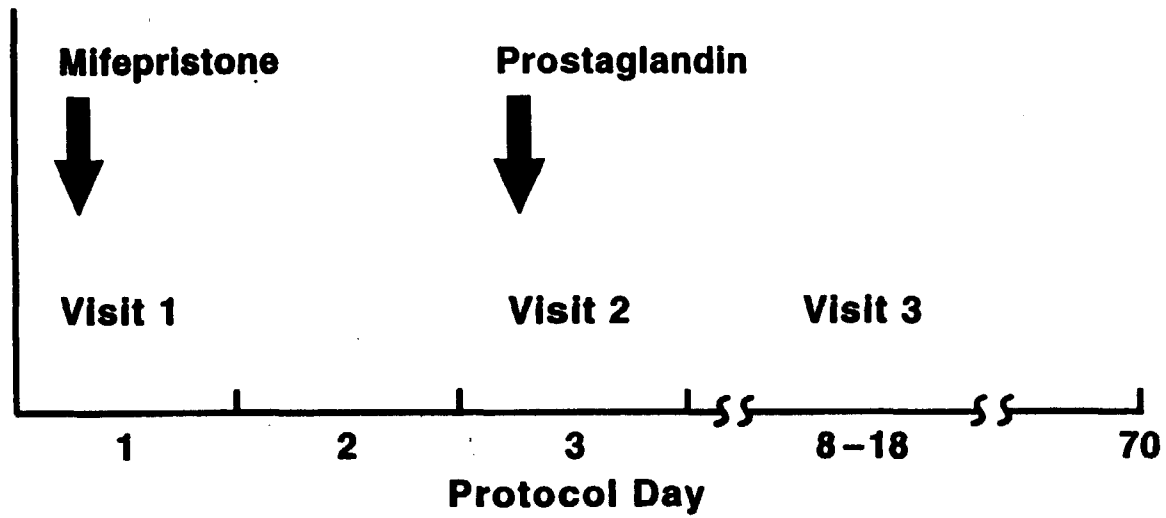 Mifepristone Prostaglandin
Visit 1 Visit 2 Visit 3
1 2 3 8–18 70
Protocol Day